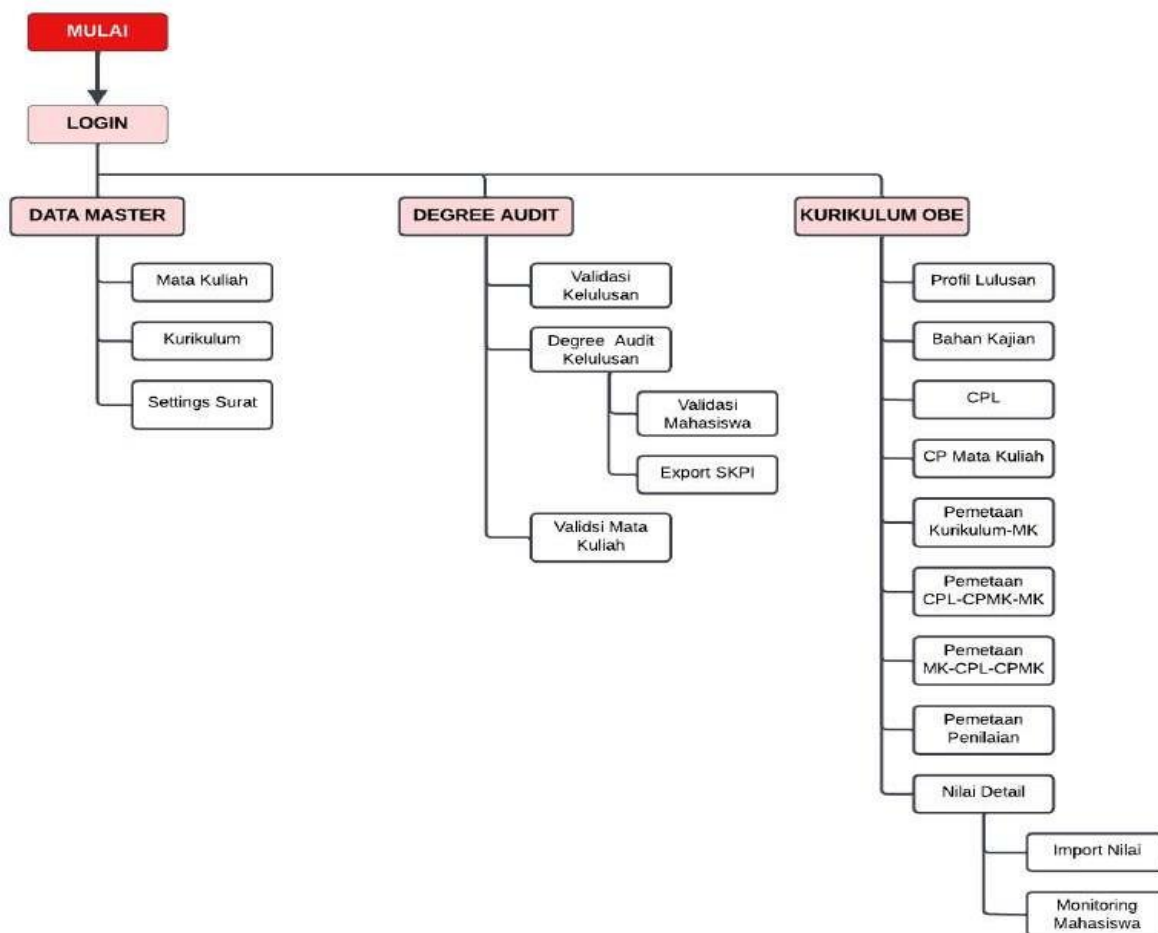 MULAI
LOGIN
DATA MASTER
Mata Kuliah
Kurikulum
Settings Surat
DEGREE AUDIT
Validasi
Kelulusan
Degree Audit
Kelulusan
Validasi
Mahasiswa
Export SKPI
Validsi Mata
Kuliah
KURIKULUM OBE
Profil Lulusan
Bahan Kajian
CPL
CP Mata Kuliah
Pemetaan
Kurikulum-MK
Pemetaan
CPL-CPMK-MK
Pemetaan
MK-CPL-CPMK
Pemetaan
Penilaian
Nilai Detail
Import Nilai
Monitoring
Mahasiswa